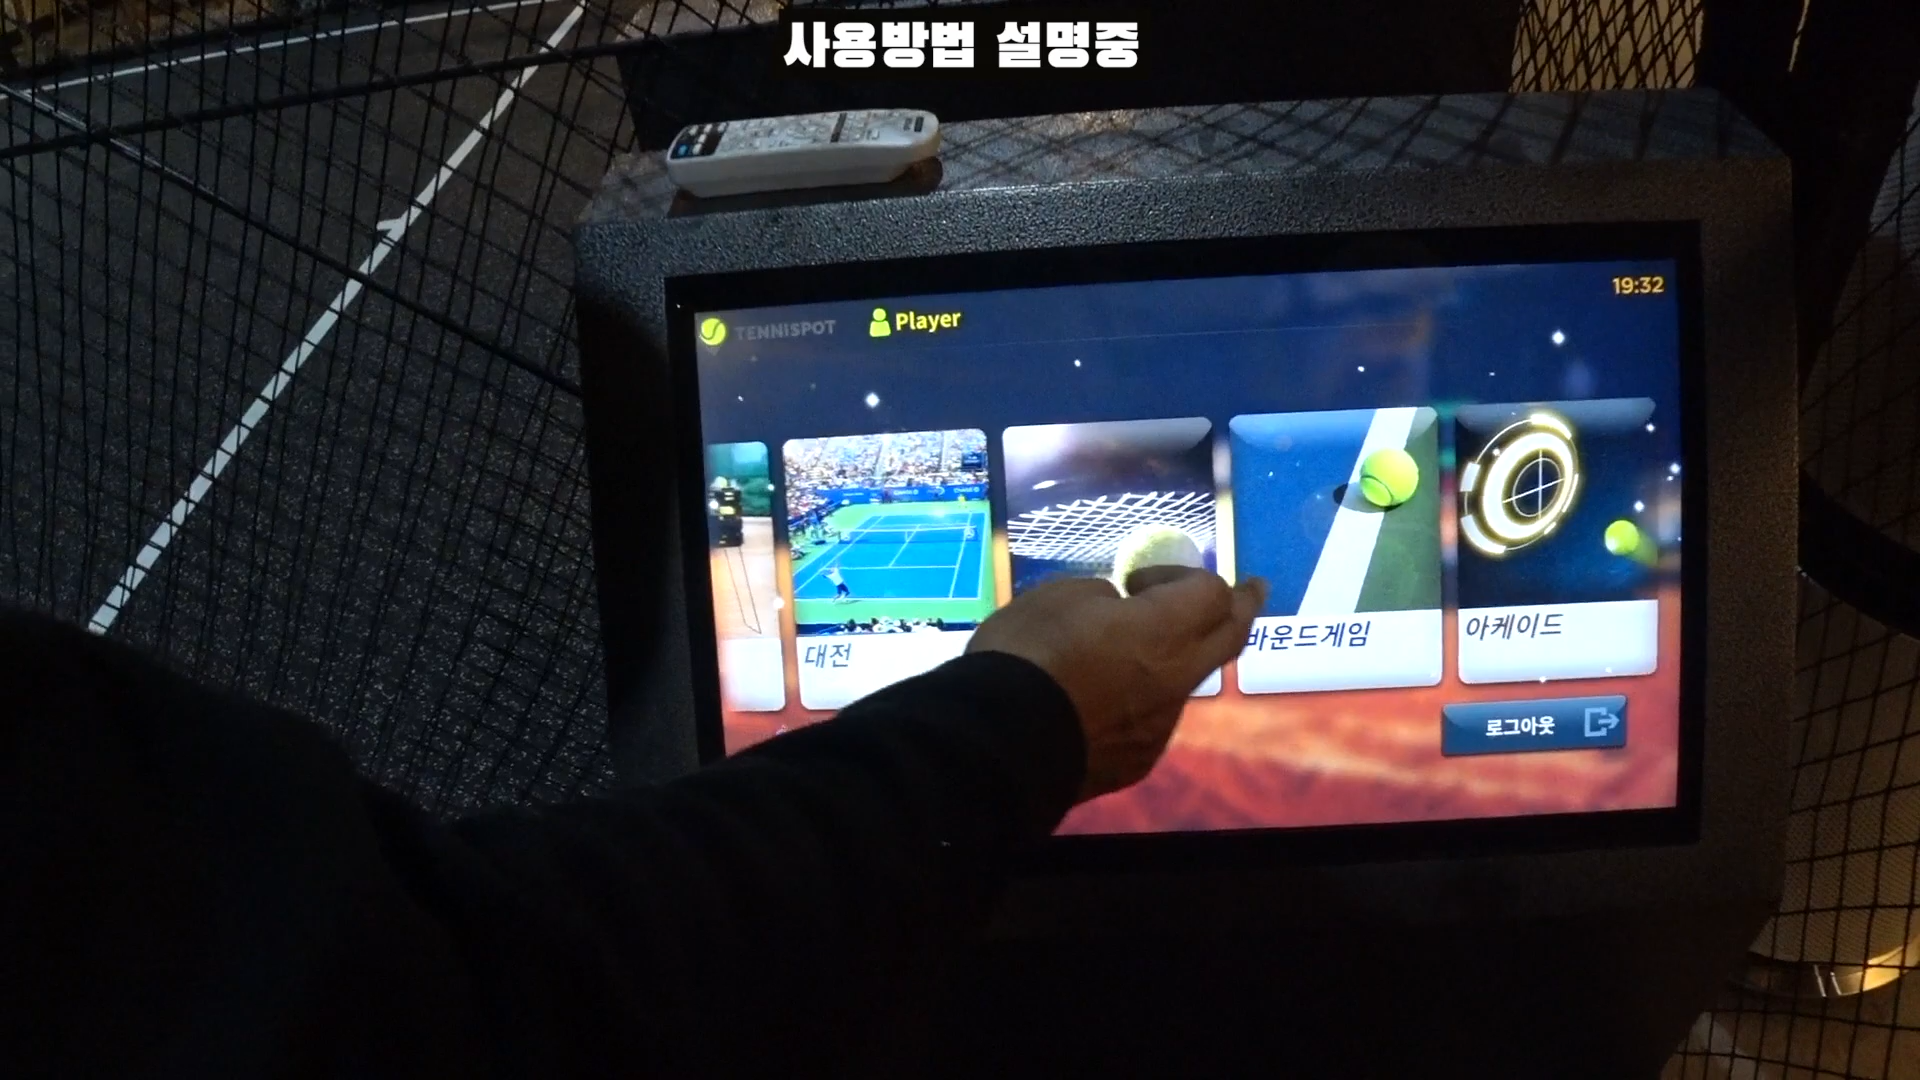 사용방법 설명중
19:32
TENNISPOT
Player
대전
바운드게임
아케이드
로그아웃